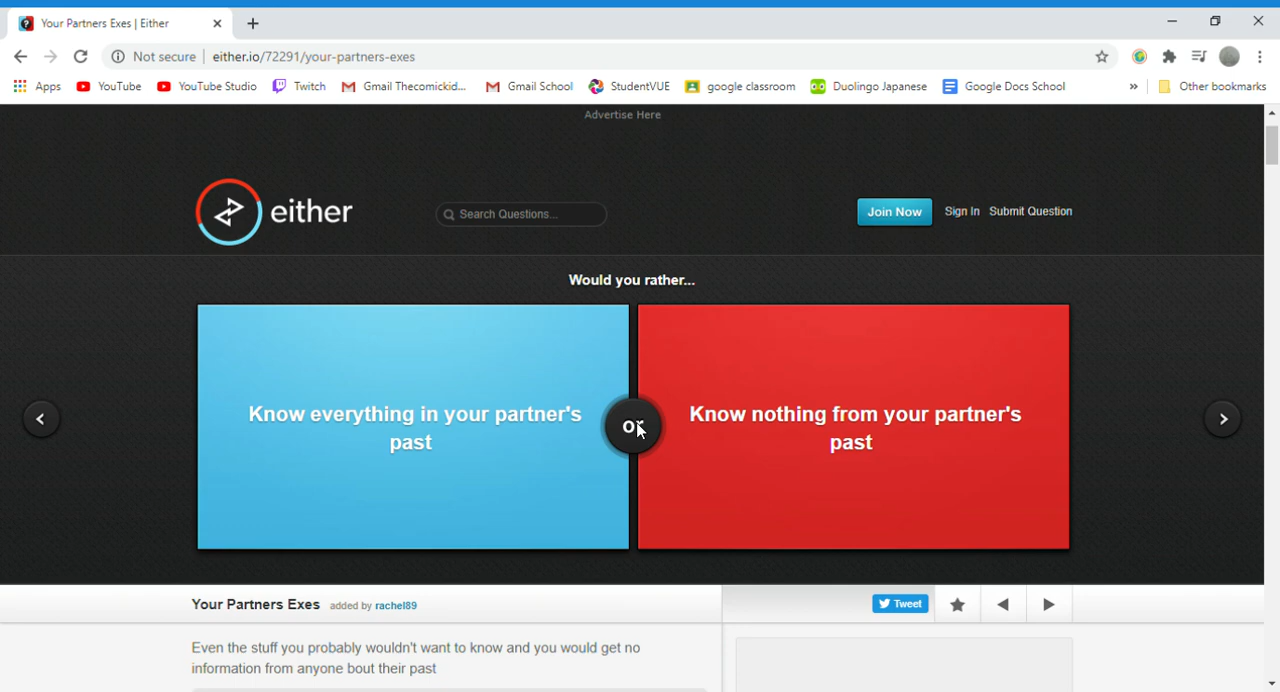 Your Partners Exes | Either
Not secure | either.io/72291/your-partners-exes
Apps YouTube YouTube Studio Twitch Gmail Thecomickid... Gmail School StudentVUE google classroom Duolingo Japanese Google Docs School » Other bookmarks
Advertise Here
either
Search Questions...
Join Now Sign In Submit Question
Would you rather...
Know everything in your partner's
past
or
Know nothing from your partner's
past
Your Partners Exes added by rachel89
Tweet
Even the stuff you probably wouldn't want to know and you would get no
information from anyone bout their past